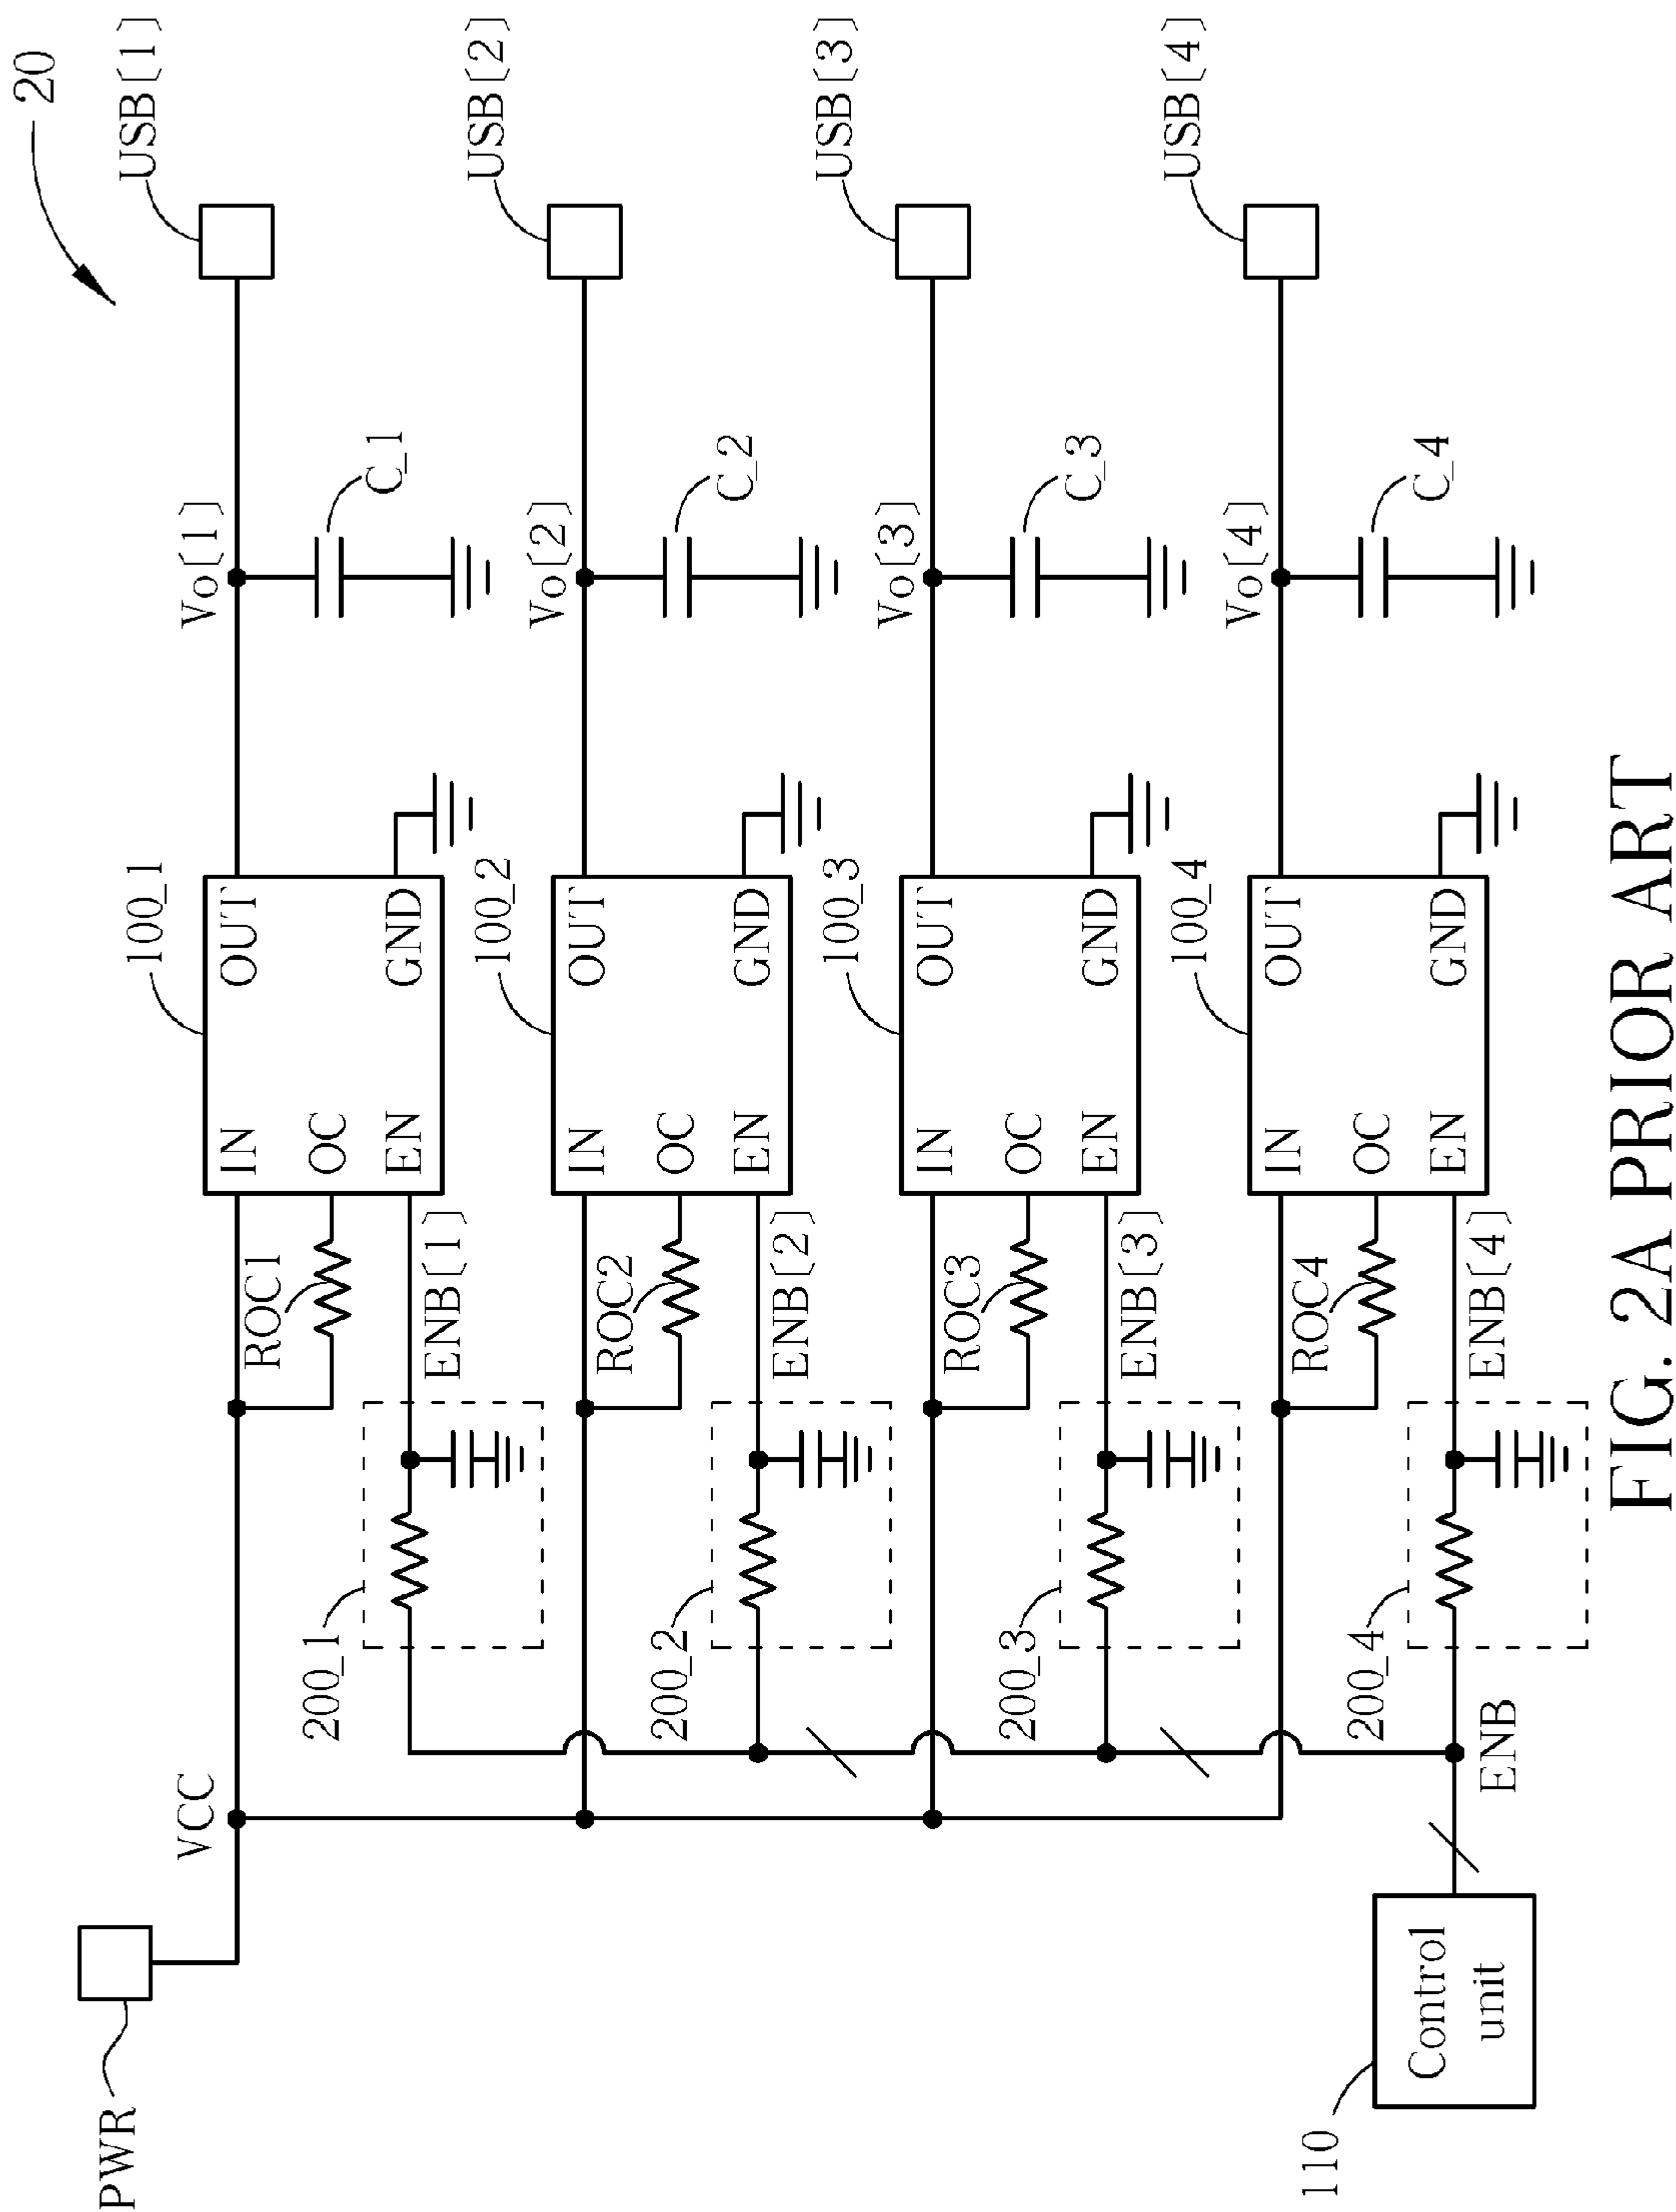 20
PWR
VCC
ROC1
100_1
IN
OUT
OC
EN
GND
Vo[1]
C_1
USB[1]
200_1
ENB[1]
ROC2
100_2
IN
OUT
OC
EN
GND
Vo[2]
C_2
USB[2]
200_2
ENB[2]
ROC3
100_3
IN
OUT
OC
EN
GND
Vo[3]
C_3
USB[3]
200_3
ENB[3]
ROC4
100_4
IN
OUT
OC
EN
GND
Vo[4]
C_4
USB[4]
200_4
ENB[4]
110
Control
unit
ENB
FIG. 2A PRIOR ART